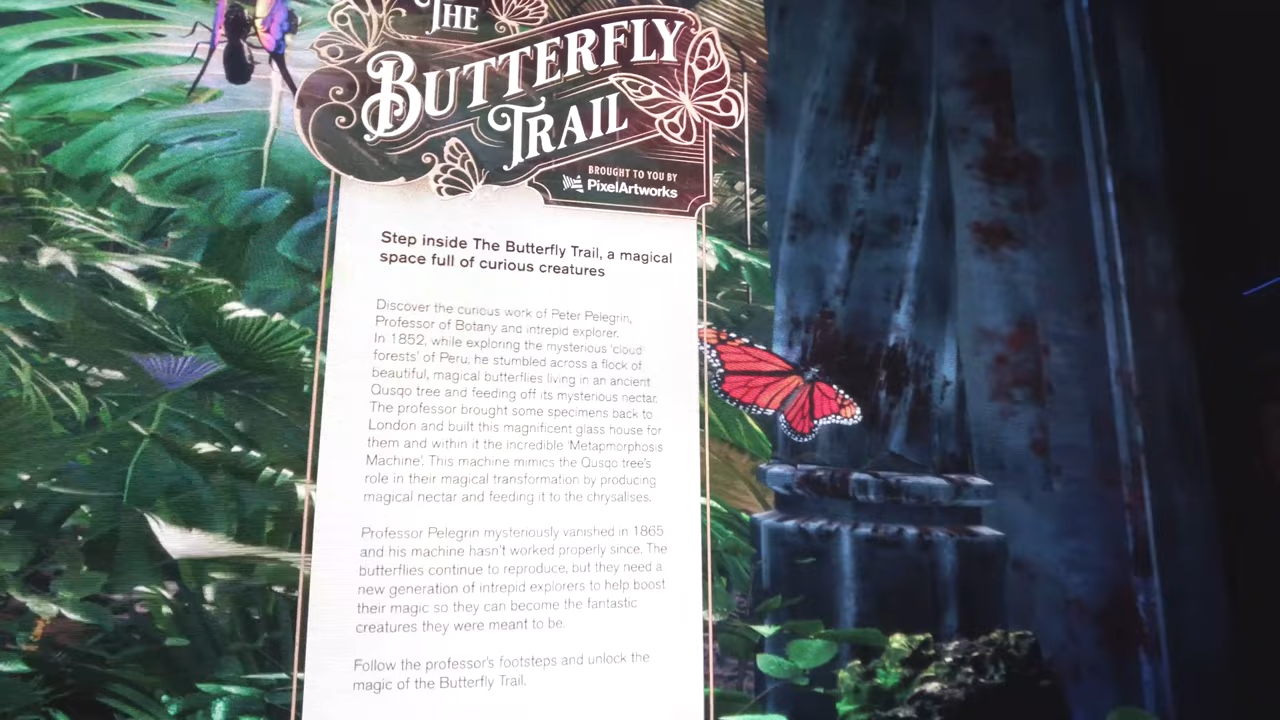 THE
BUTTERFLY
TRAIL
BROUGHT TO YOU BY
PixelArtworks
Step inside The Butterfly Trail, a magical
space full of curious creatures
Discover the curious work of Peter Pelegrin,
Professor of Botany and intrepid explorer.
In 1852, while exploring the mysterious 'cloud
forests' of Peru, he stumbled across a flock of
beautiful, magical butterflies living in an ancient
Qusqo tree and feeding off its mysterious nectar.
The professor brought some specimens back to
London and built this magnificent glass house for
them and within it the incredible 'Metapmorphosis
Machine'. This machine mimics the Qusqo tree's
role in their magical transformation by producing
magical nectar and feeding it to the chrysalises.
Professor Pelegrin mysteriously vanished in 1865
and his machine hasn't worked properly since. The
butterflies continue to reproduce, but they need a
new generation of intrepid explorers to help boost
their magic so they can become the fantastic
creatures they were meant to be.
Follow the professor's footsteps and unlock the
magic of the Butterfly Trail.